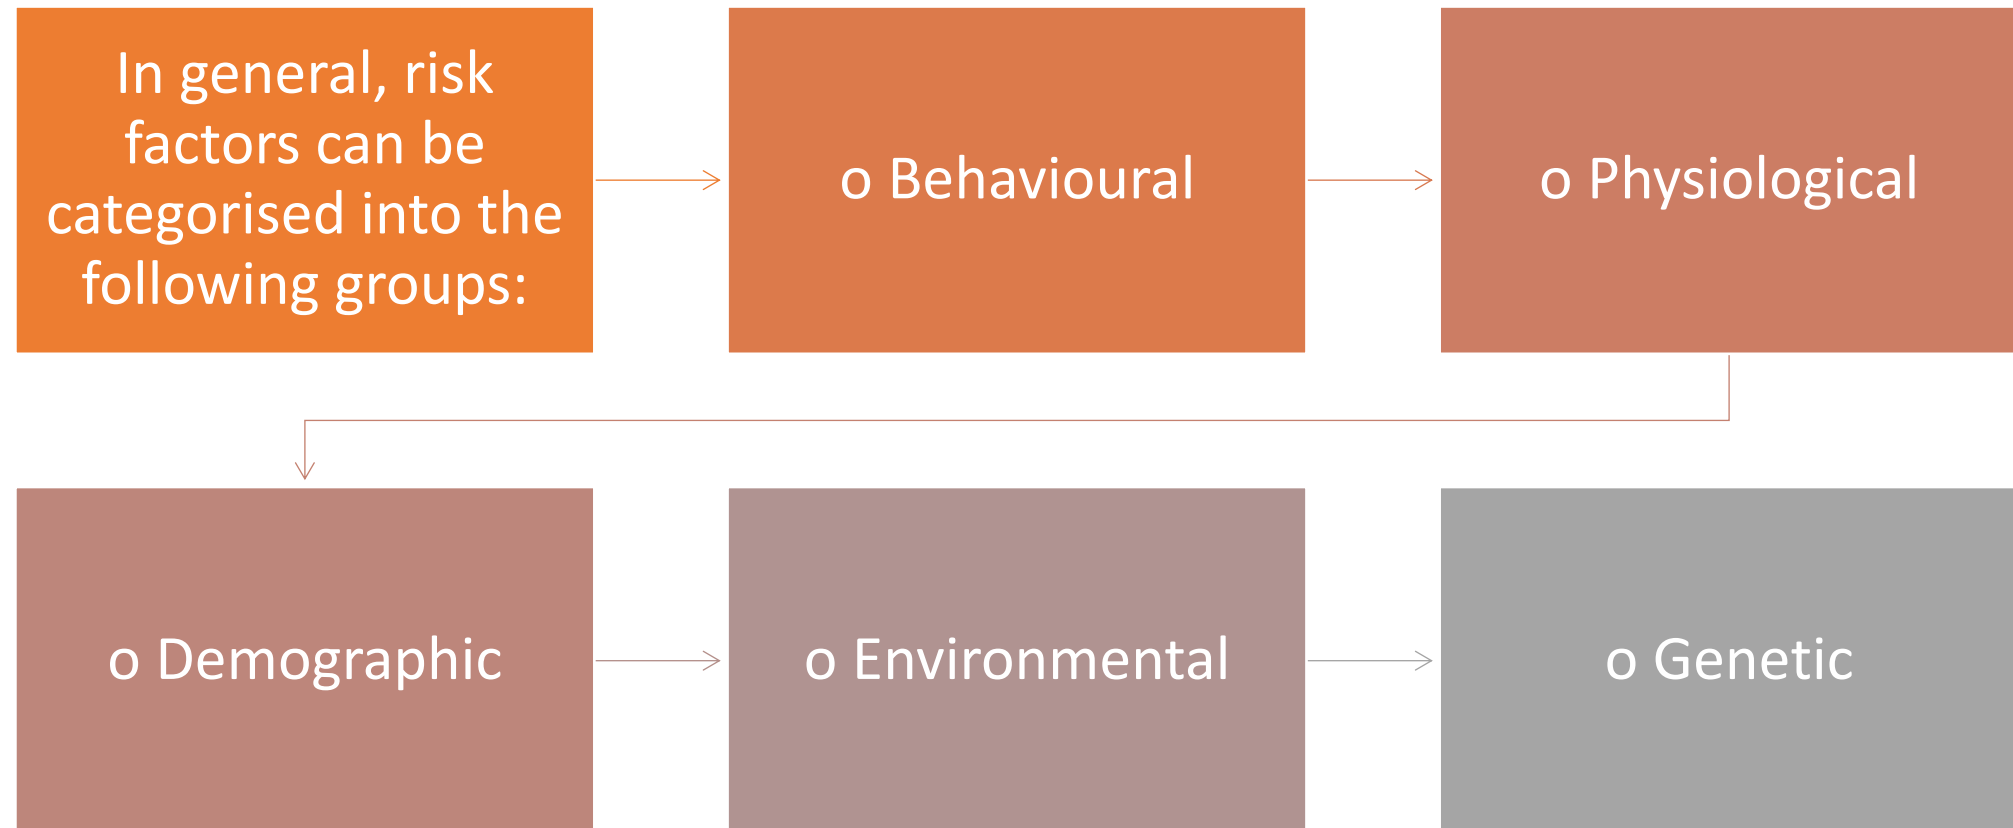 In general, risk
factors can be
categorised into the
following groups:
o Behavioural
o Physiological
o Demographic
o Environmental
o Genetic